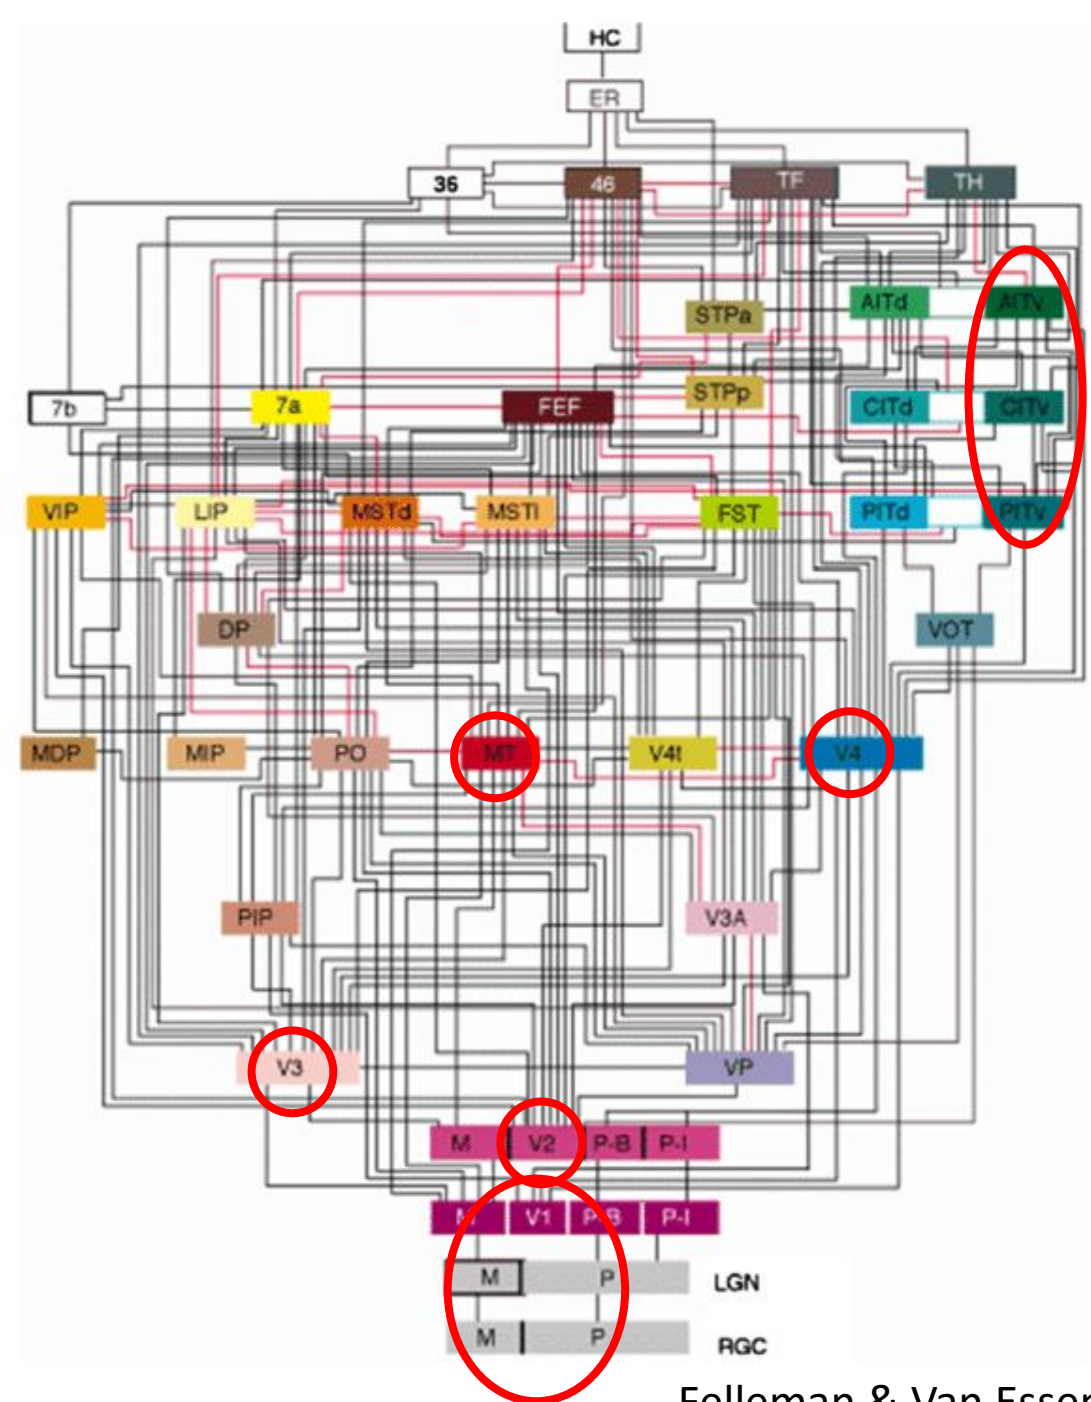 HC
ER
36 46 TF TH
STPa AITd AITv
7b 7a FEF STPp CITd CITv
VIP LIP MSTd MSTl FST PITd PITv
DP VOT
MDP MIP PO MT V4t V4
PIP V3A
V3 VP
M V2 P-B P-I
M V1 P-B P-I
M P LGN
M P RGC
Felleman & Van Essen